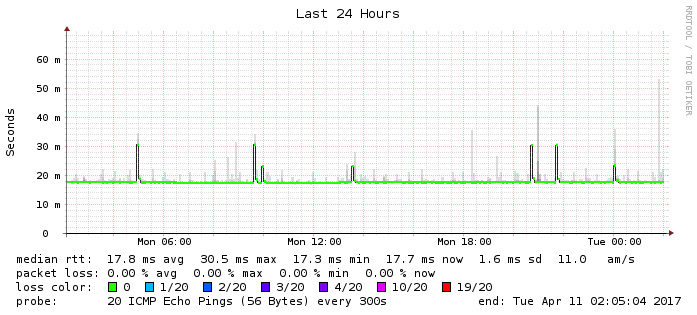 Last 24 Hours
RRDTOOL / TOBI OETIKER
Seconds
60 m
50 m
40 m
30 m
20 m
10 m
0
Mon 06:00 Mon 12:00 Mon 18:00 Tue 00:00
median rtt: 17.8 ms avg 30.5 ms max 17.3 ms min 17.7 ms now 1.6 ms sd 11.0 am/s
packet loss: 0.00 % avg 0.00 % max 0.00 % min 0.00 % now
loss color: 0 1/20 2/20 3/20 4/20 10/20 19/20
probe: 20 ICMP Echo Pings (56 Bytes) every 300s end: Tue Apr 11 02:05:04 2017